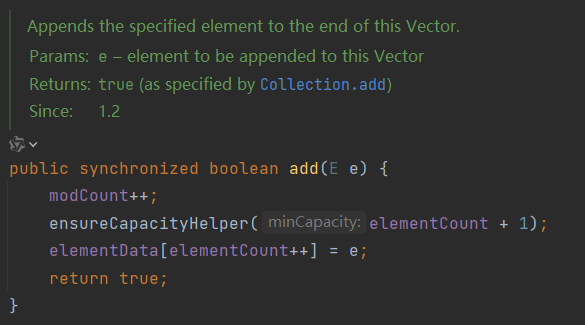 Appends the specified element to the end of this Vector.
Params: e – element to be appended to this Vector
Returns: true (as specified by Collection.add)
Since: 1.2
public synchronized boolean add(E e) {
    modCount++;
    ensureCapacityHelper( minCapacity: elementCount + 1);
    elementData[elementCount++] = e;
    return true;
}